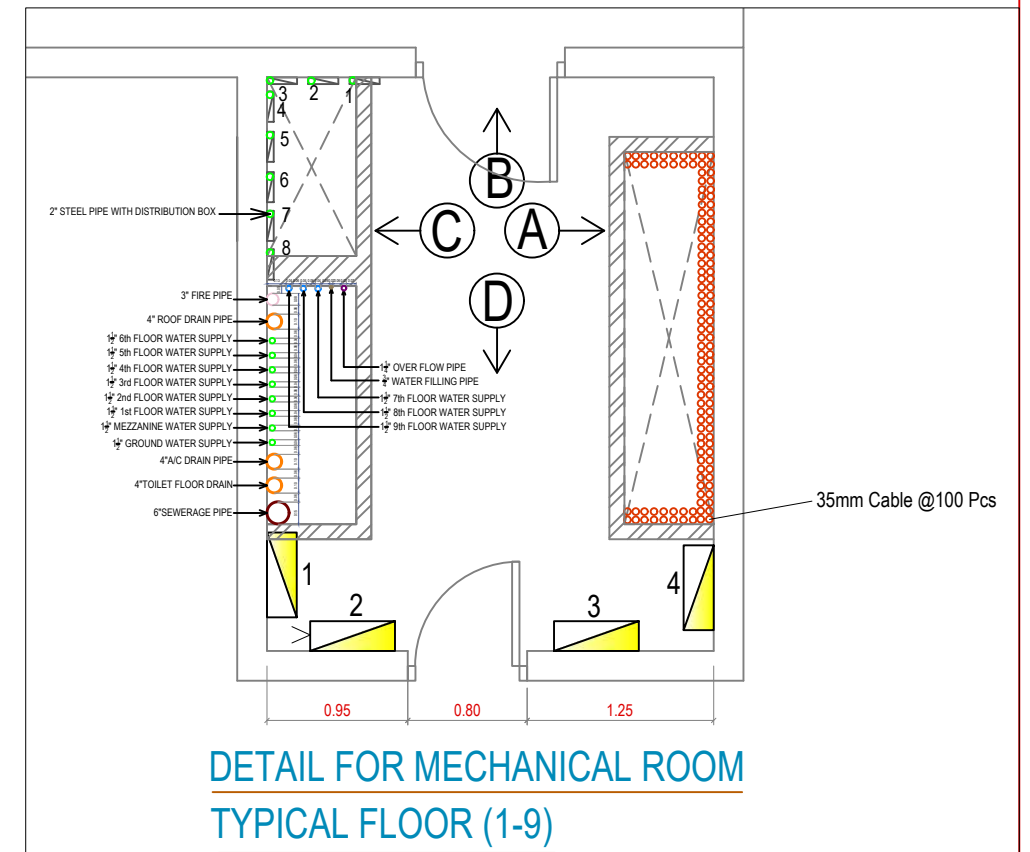 3
2
1
4
5
6
7
8
2" STEEL PIPE WITH DISTRIBUTION BOX
B
C
A
D
3" FIRE PIPE
4" ROOF DRAIN PIPE
1½" 6th FLOOR WATER SUPPLY
1½" 5th FLOOR WATER SUPPLY
1½" 4th FLOOR WATER SUPPLY
1½" 3rd FLOOR WATER SUPPLY
1½" 2nd FLOOR WATER SUPPLY
1½" 1st FLOOR WATER SUPPLY
1½" MEZZANINE WATER SUPPLY
1½" GROUND WATER SUPPLY
4"A/C DRAIN PIPE
4"TOILET FLOOR DRAIN
6"SEWERAGE PIPE
1½" OVER FLOW PIPE
WATER FILLING PIPE
1½" 7th FLOOR WATER SUPPLY
1½" 8th FLOOR WATER SUPPLY
1½" 9th FLOOR WATER SUPPLY
35mm Cable @100 Pcs
1
2
3
4
0.95
0.80
1.25
DETAIL FOR MECHANICAL ROOM
TYPICAL FLOOR (1-9)